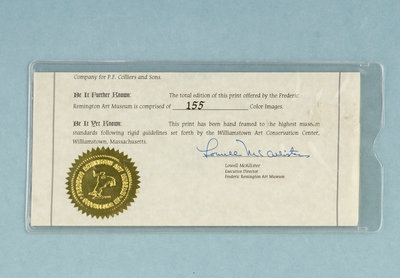 Company for P.F. Colliers and Sons.
Be It Further Known: The total edition of this print offered by the Frederic
Remington Art Museum is comprised of 155 Color Images.
Be It Yet Known: This print has been hand framed to the highest museum
standards following rigid guidelines set forth by the Williamstown Art Conservation Center,
Williamstown, Massachusetts.
Lowell McAllister
Lowell McAllister
Executive Director
Frederic Remington Art Museum